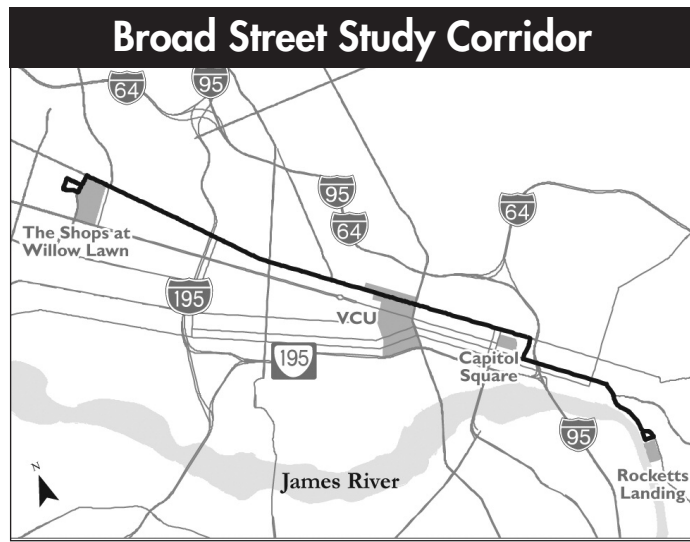 Broad Street Study Corridor
64
95
95
64
64
The Shops at
Willow Lawn
195
VCU
195
Capitol
Square
95
N
James River
Rocketts
Landing